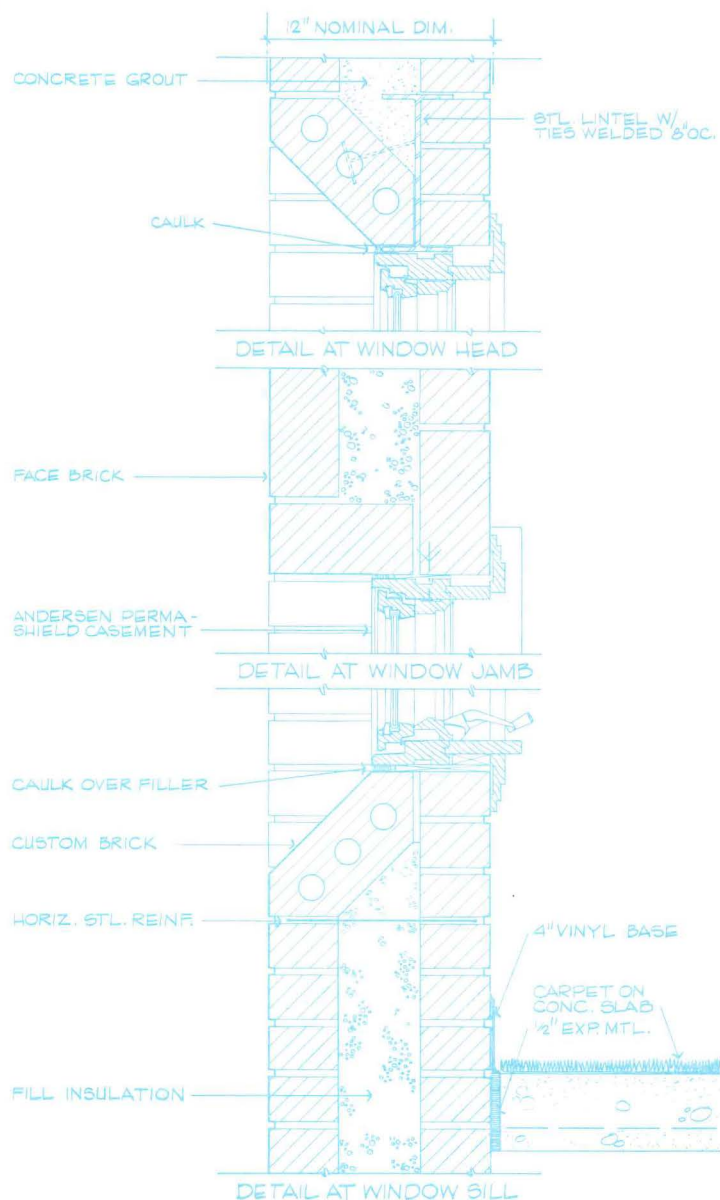 12" NOMINAL DIM.
CONCRETE GROUT
STL. LINTEL W/
TIES WELDED 8"OC.
CAULK
DETAIL AT WINDOW HEAD
FACE BRICK
ANDERSEN PERMA-
SHIELD CASEMENT
DETAIL AT WINDOW JAMB
CAULK OVER FILLER
CUSTOM BRICK
HORIZ. STL. REINF.
4" VINYL BASE
CARPET ON
CONC. SLAB
1/2" EXP. MTL.
FILL INSULATION
DETAIL AT WINDOW SILL